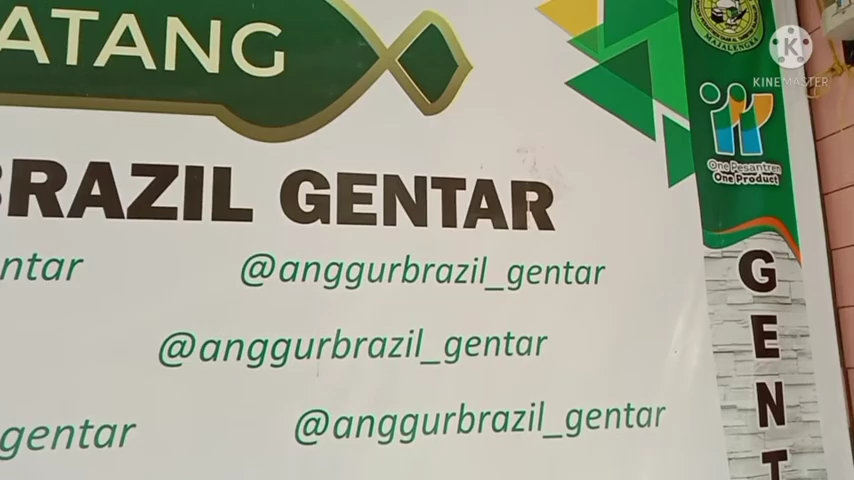 ATANG
KINEMASTER
One Pesantren
One Product
BRAZIL GENTAR
ntar @anggurbrazil_gentar
@anggurbrazil_gentar
gentar @anggurbrazil_gentar
G
E
N
T